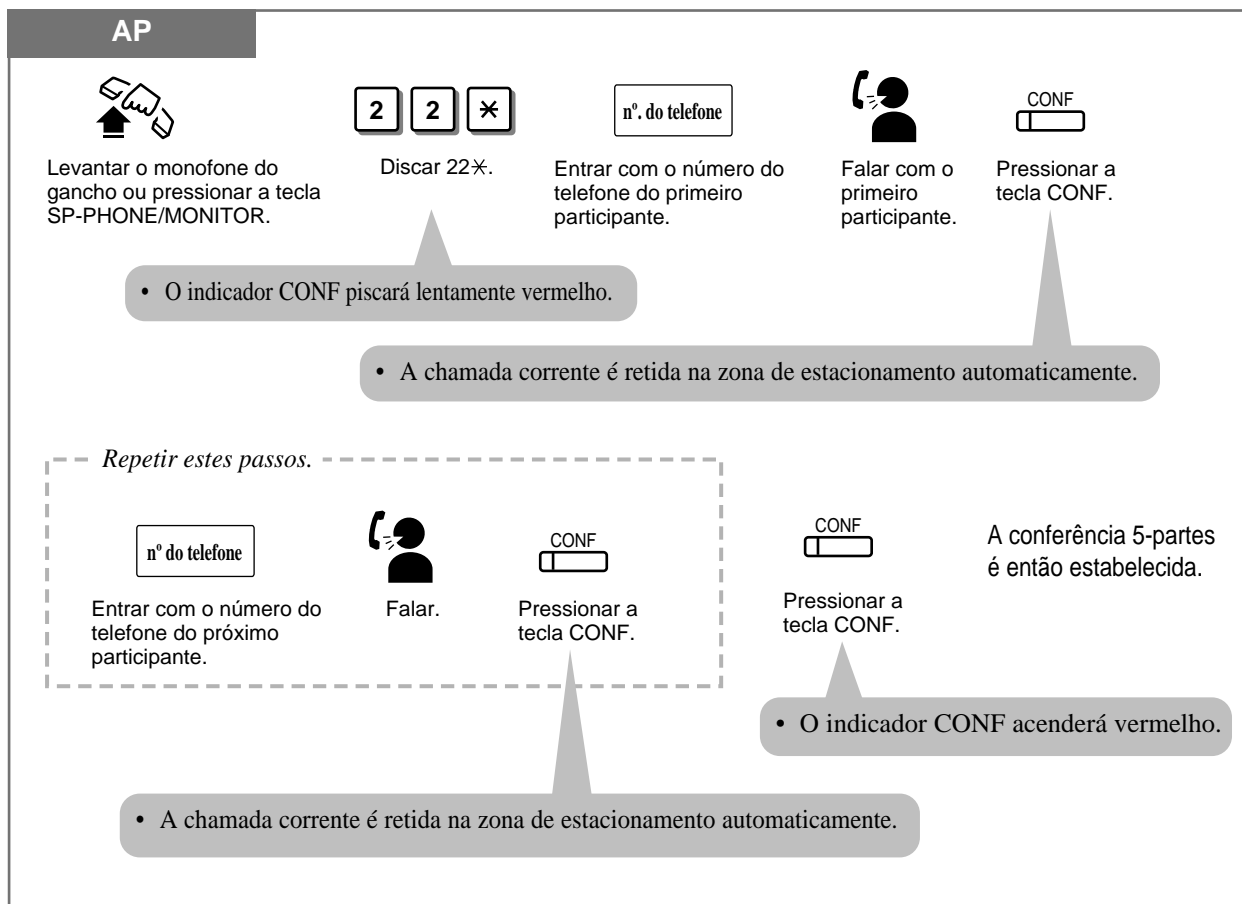 AP
2 2 ✳
nº. do telefone
CONF
Levantar o monofone do
gancho ou pressionar a tecla
SP-PHONE/MONITOR.
Discar 22✳.
Entrar com o número do
telefone do primeiro
participante.
Falar com o
primeiro
participante.
Pressionar a
tecla CONF.
• O indicador CONF piscará lentamente vermelho.
• A chamada corrente é retida na zona de estacionamento automaticamente.
Repetir estes passos.
nº do telefone
CONF
Entrar com o número do
telefone do próximo
participante.
Falar.
Pressionar a
tecla CONF.
CONF
Pressionar a
tecla CONF.
A conferência 5-partes
é então estabelecida.
• O indicador CONF acenderá vermelho.
• A chamada corrente é retida na zona de estacionamento automaticamente.